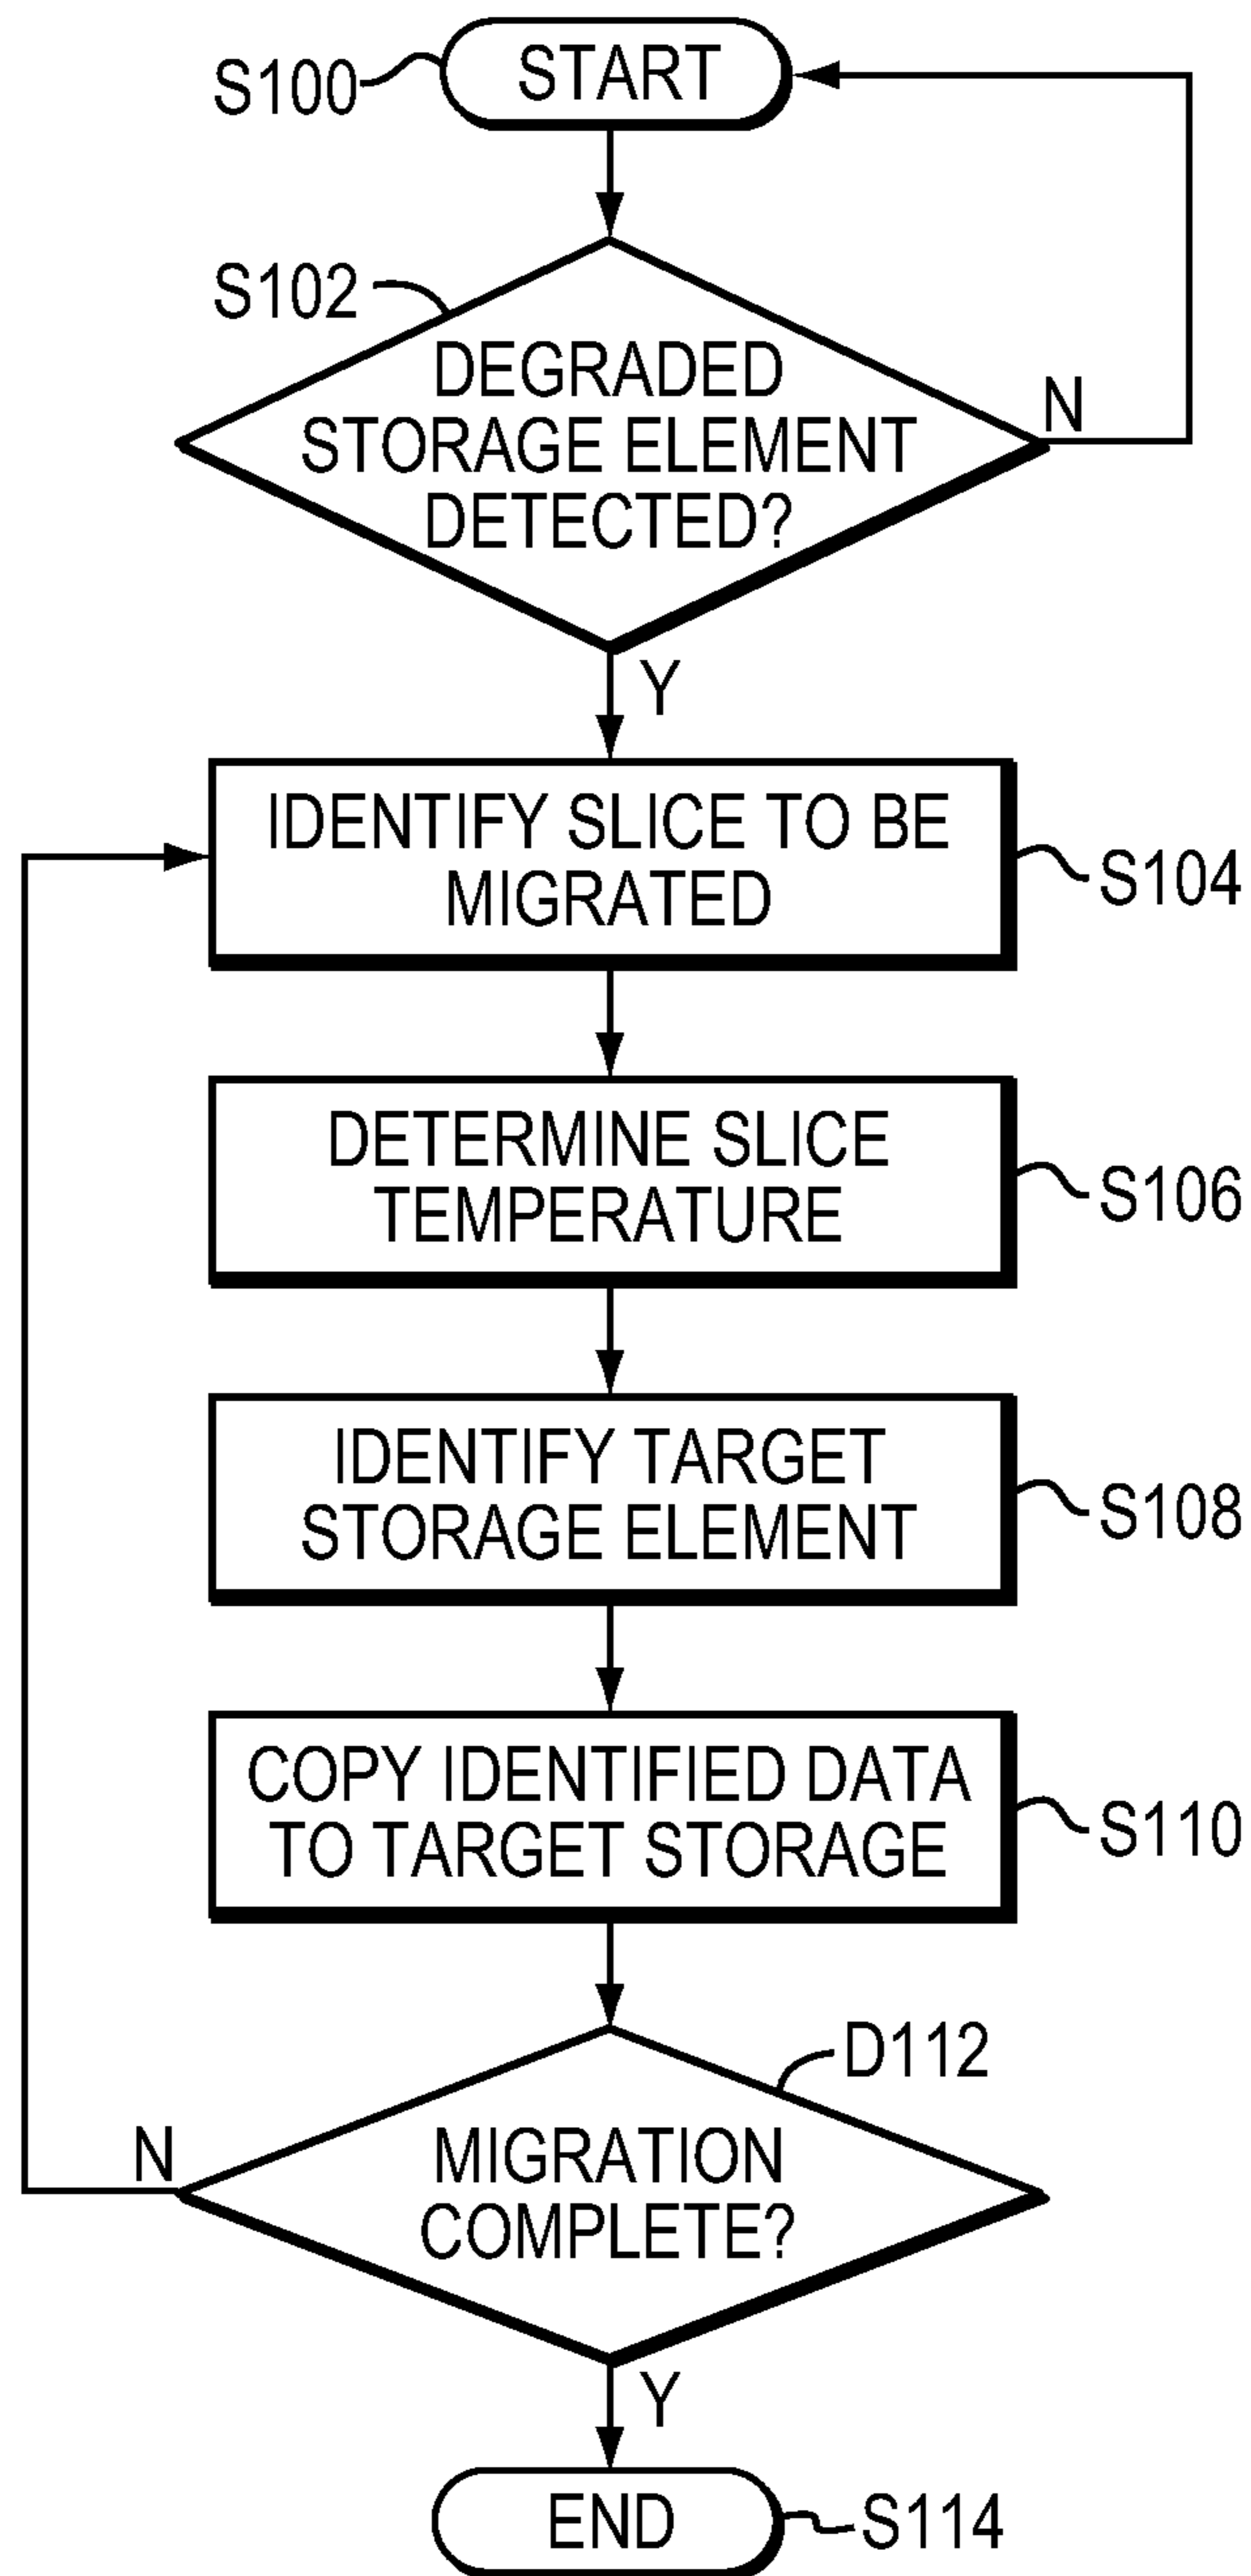 START
S100
S102
DEGRADED
STORAGE ELEMENT
DETECTED?
N
Y
IDENTIFY SLICE TO BE
MIGRATED
S104
DETERMINE SLICE
TEMPERATURE
S106
IDENTIFY TARGET
STORAGE ELEMENT
S108
COPY IDENTIFIED DATA
TO TARGET STORAGE
S110
D112
MIGRATION
COMPLETE?
N
Y
END
S114